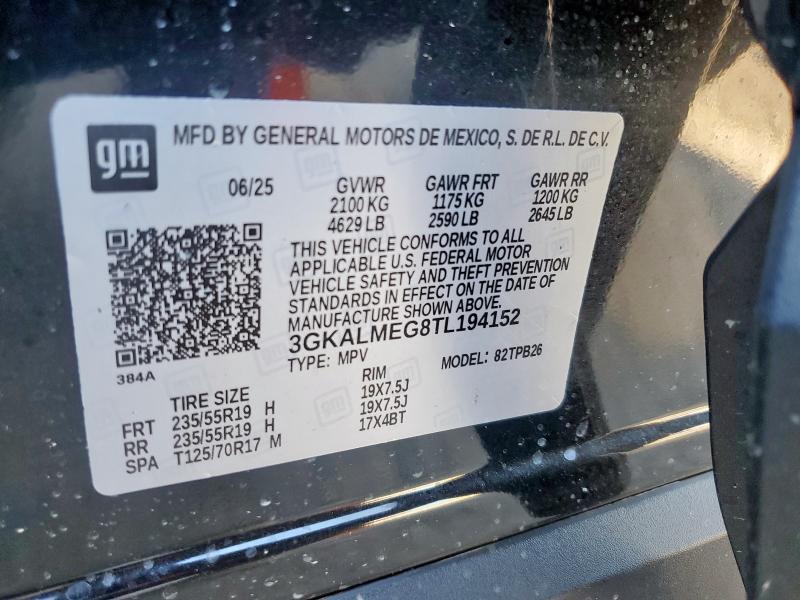 gm
MFD BY GENERAL MOTORS DE MEXICO, S. DE R.L. DE C.V.
06/25 GVWR GAWR FRT GAWR RR
2100 KG 1175 KG 1200 KG
4629 LB 2590 LB 2645 LB
THIS VEHICLE CONFORMS TO ALL
APPLICABLE U.S. FEDERAL MOTOR
VEHICLE SAFETY AND THEFT PREVENTION
STANDARDS IN EFFECT ON THE DATE OF
MANUFACTURE SHOWN ABOVE.
3GKALMEG8TL194152
TYPE: MPV MODEL: 82TPB26
384A
TIRE SIZE RIM
FRT 235/55R19 H 19X7.5J
RR 235/55R19 H 19X7.5J
SPA T125/70R17 M 17X4BT